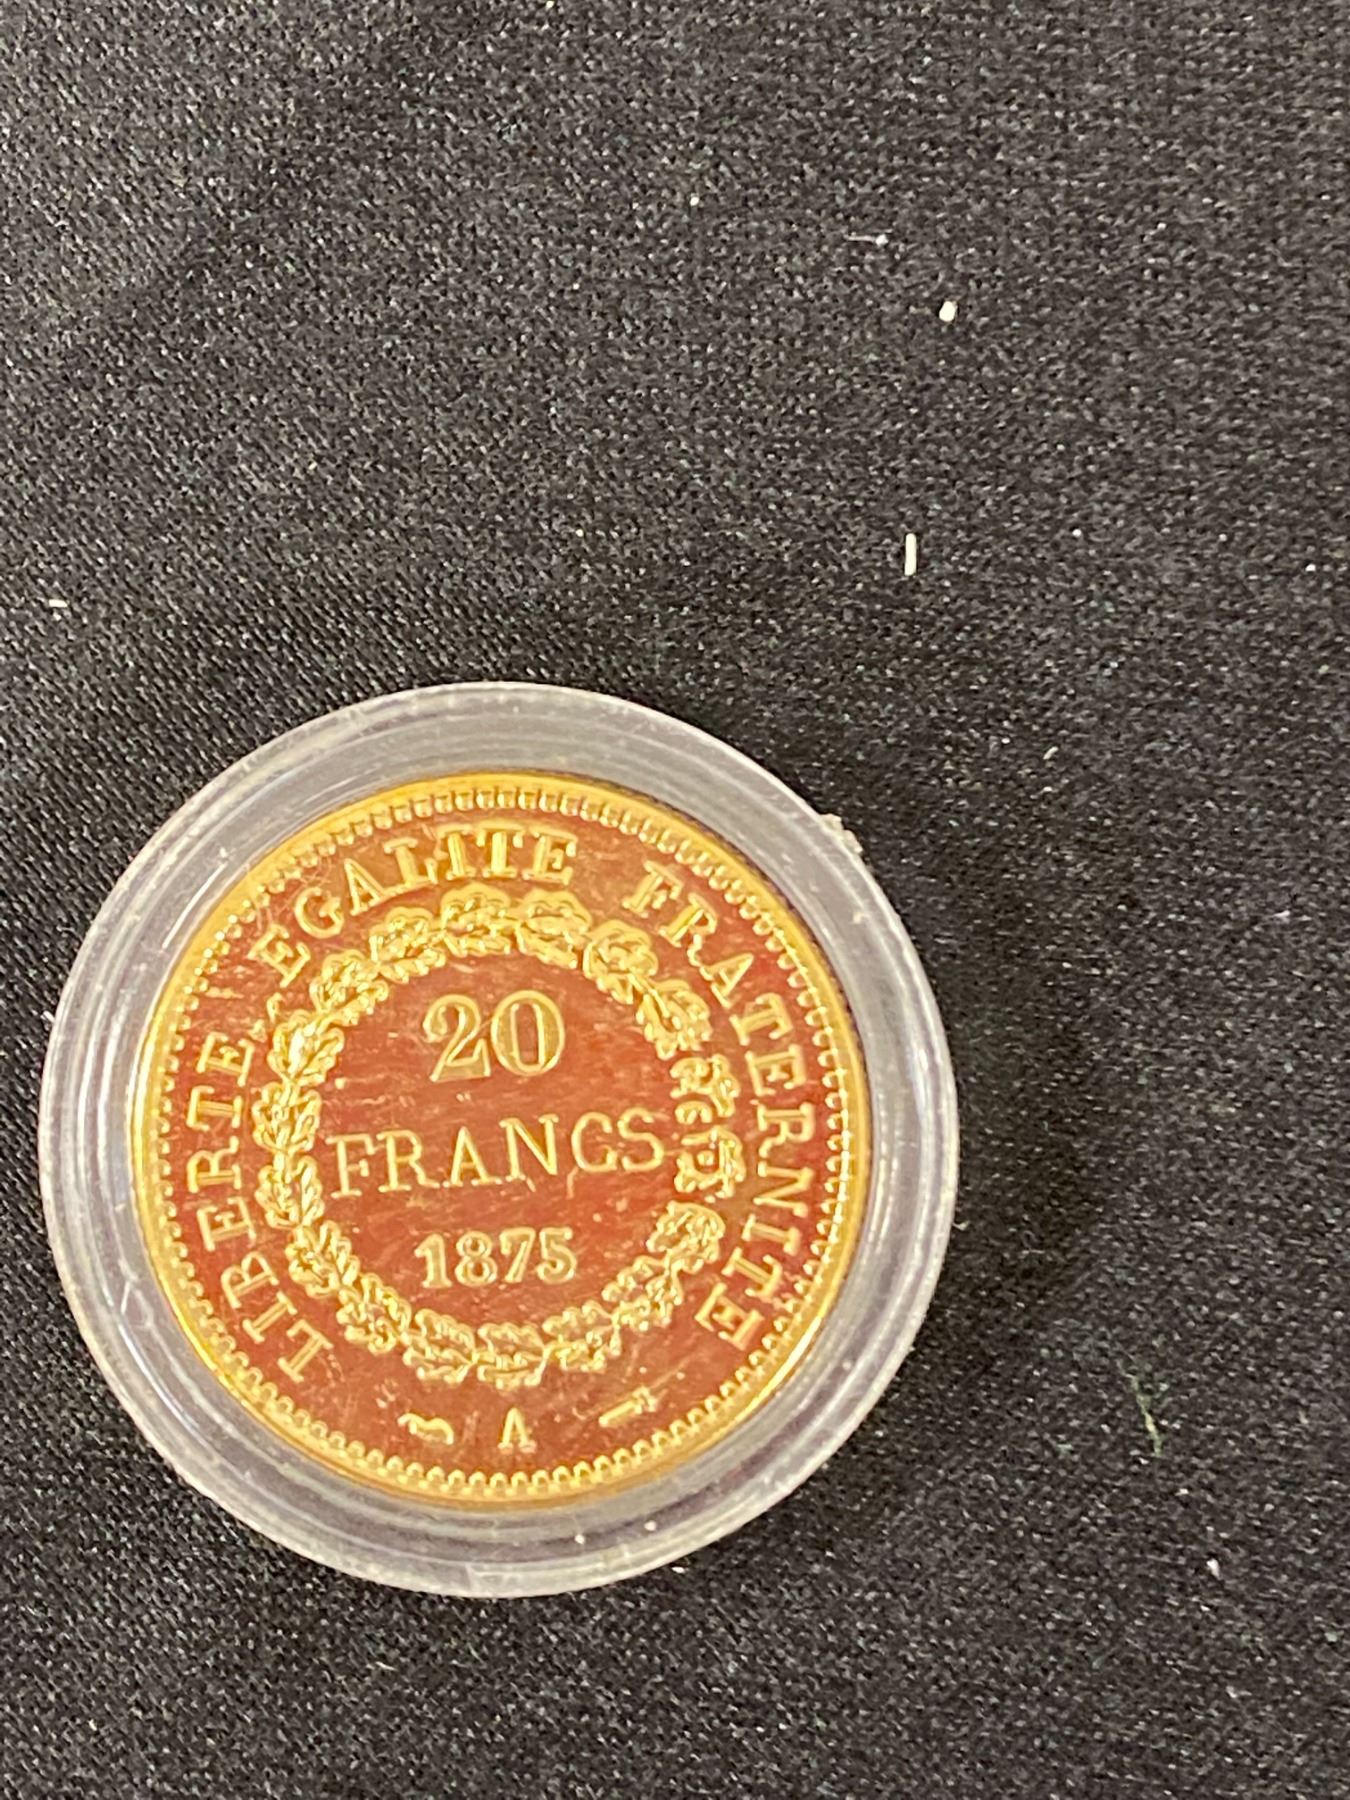 LIBERTE EGALITE FRATERNITE
20
FRANCS
1875
A